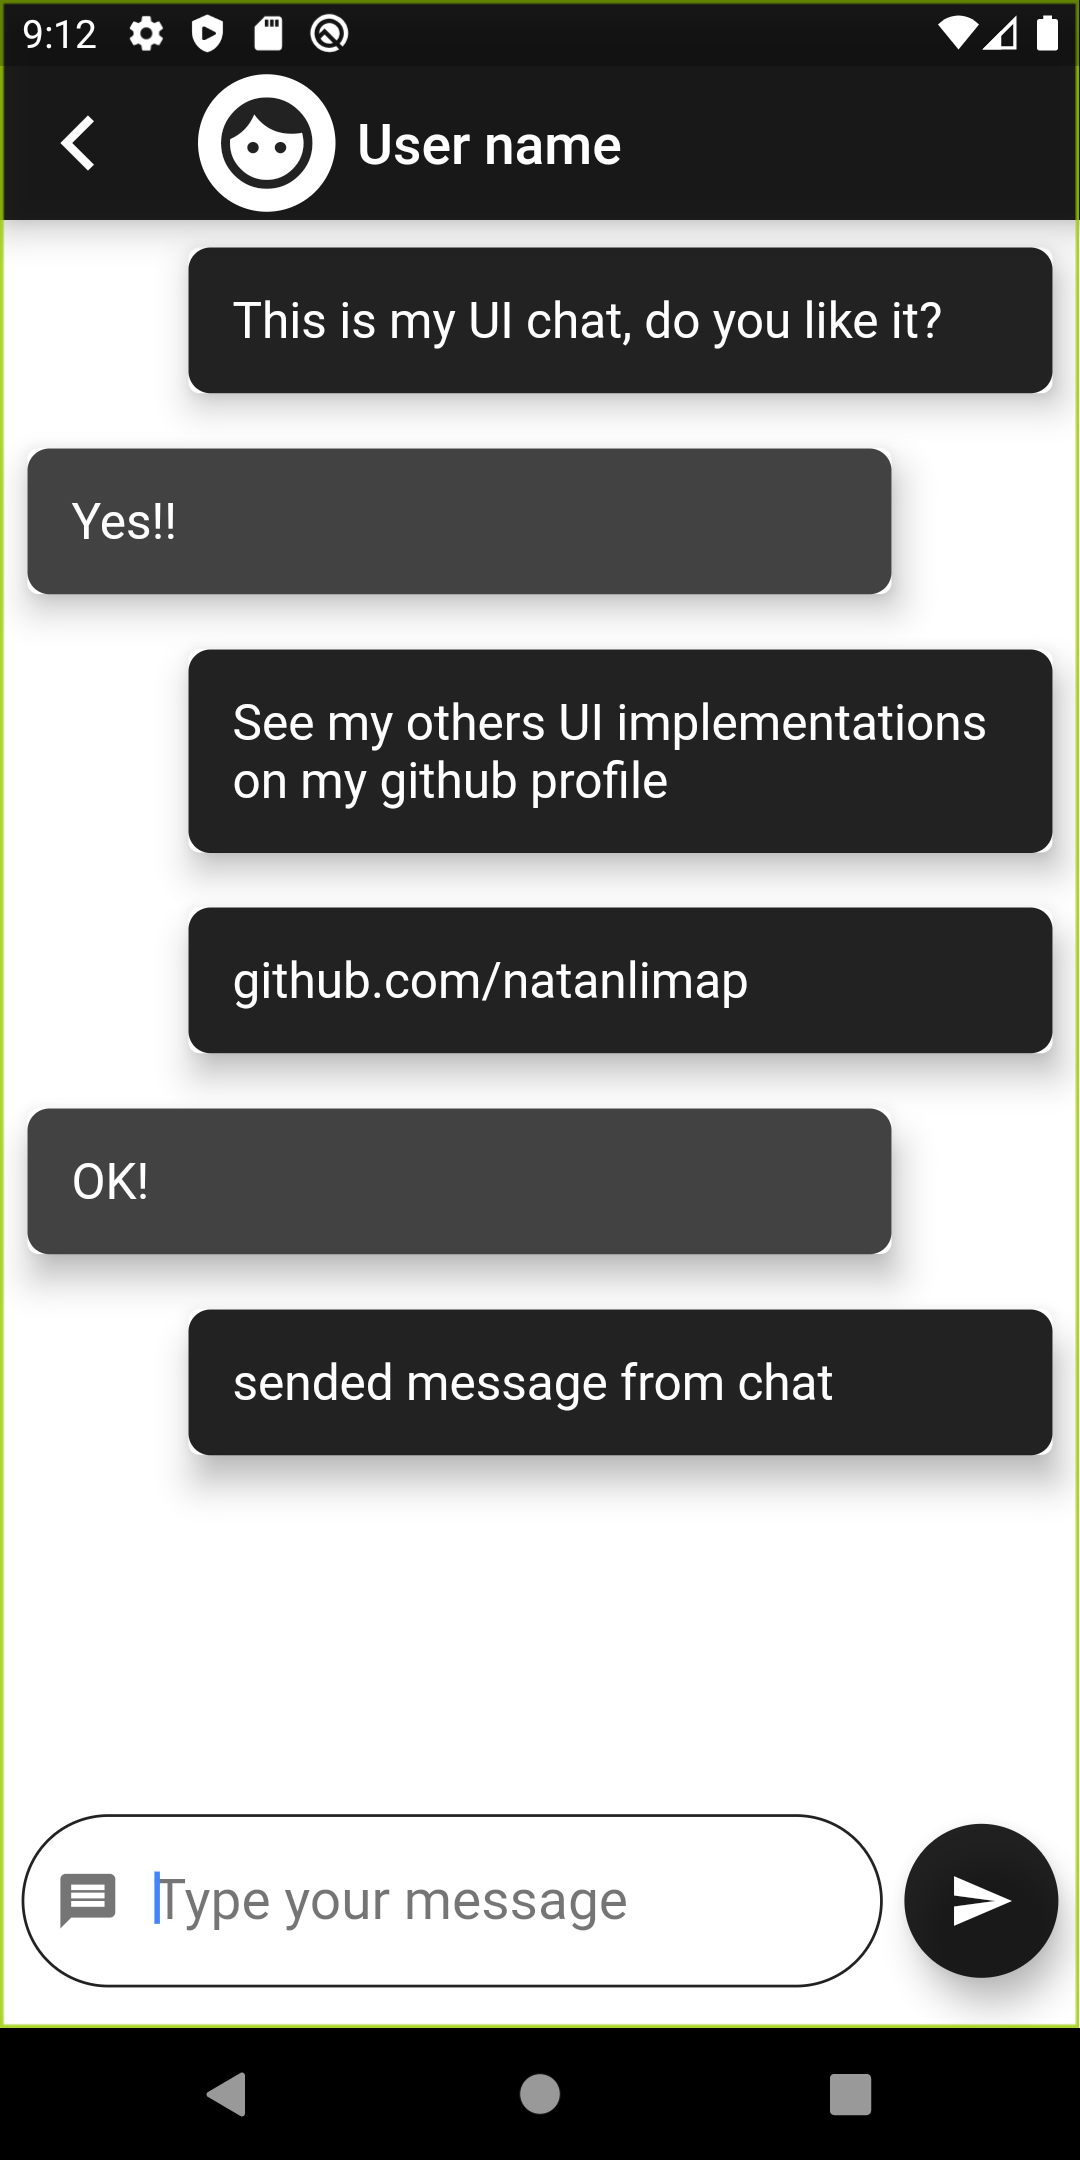 9:12
User name
This is my UI chat, do you like it?
Yes!!
See my others UI implementations
on my github profile
github.com/natanlimap
OK!
sended message from chat
Type your message